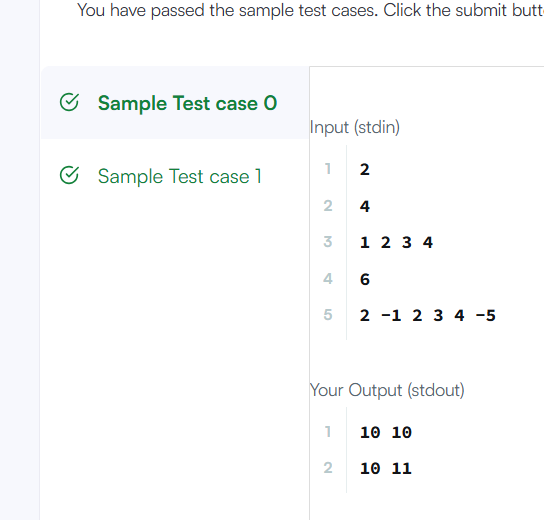 You have passed the sample test cases. Click the submit butt
Sample Test case 0
Sample Test case 1
Input (stdin)
1 2
2 4
3 1 2 3 4
4 6
5 2 -1 2 3 4 -5
Your Output (stdout)
1 10 10
2 10 11